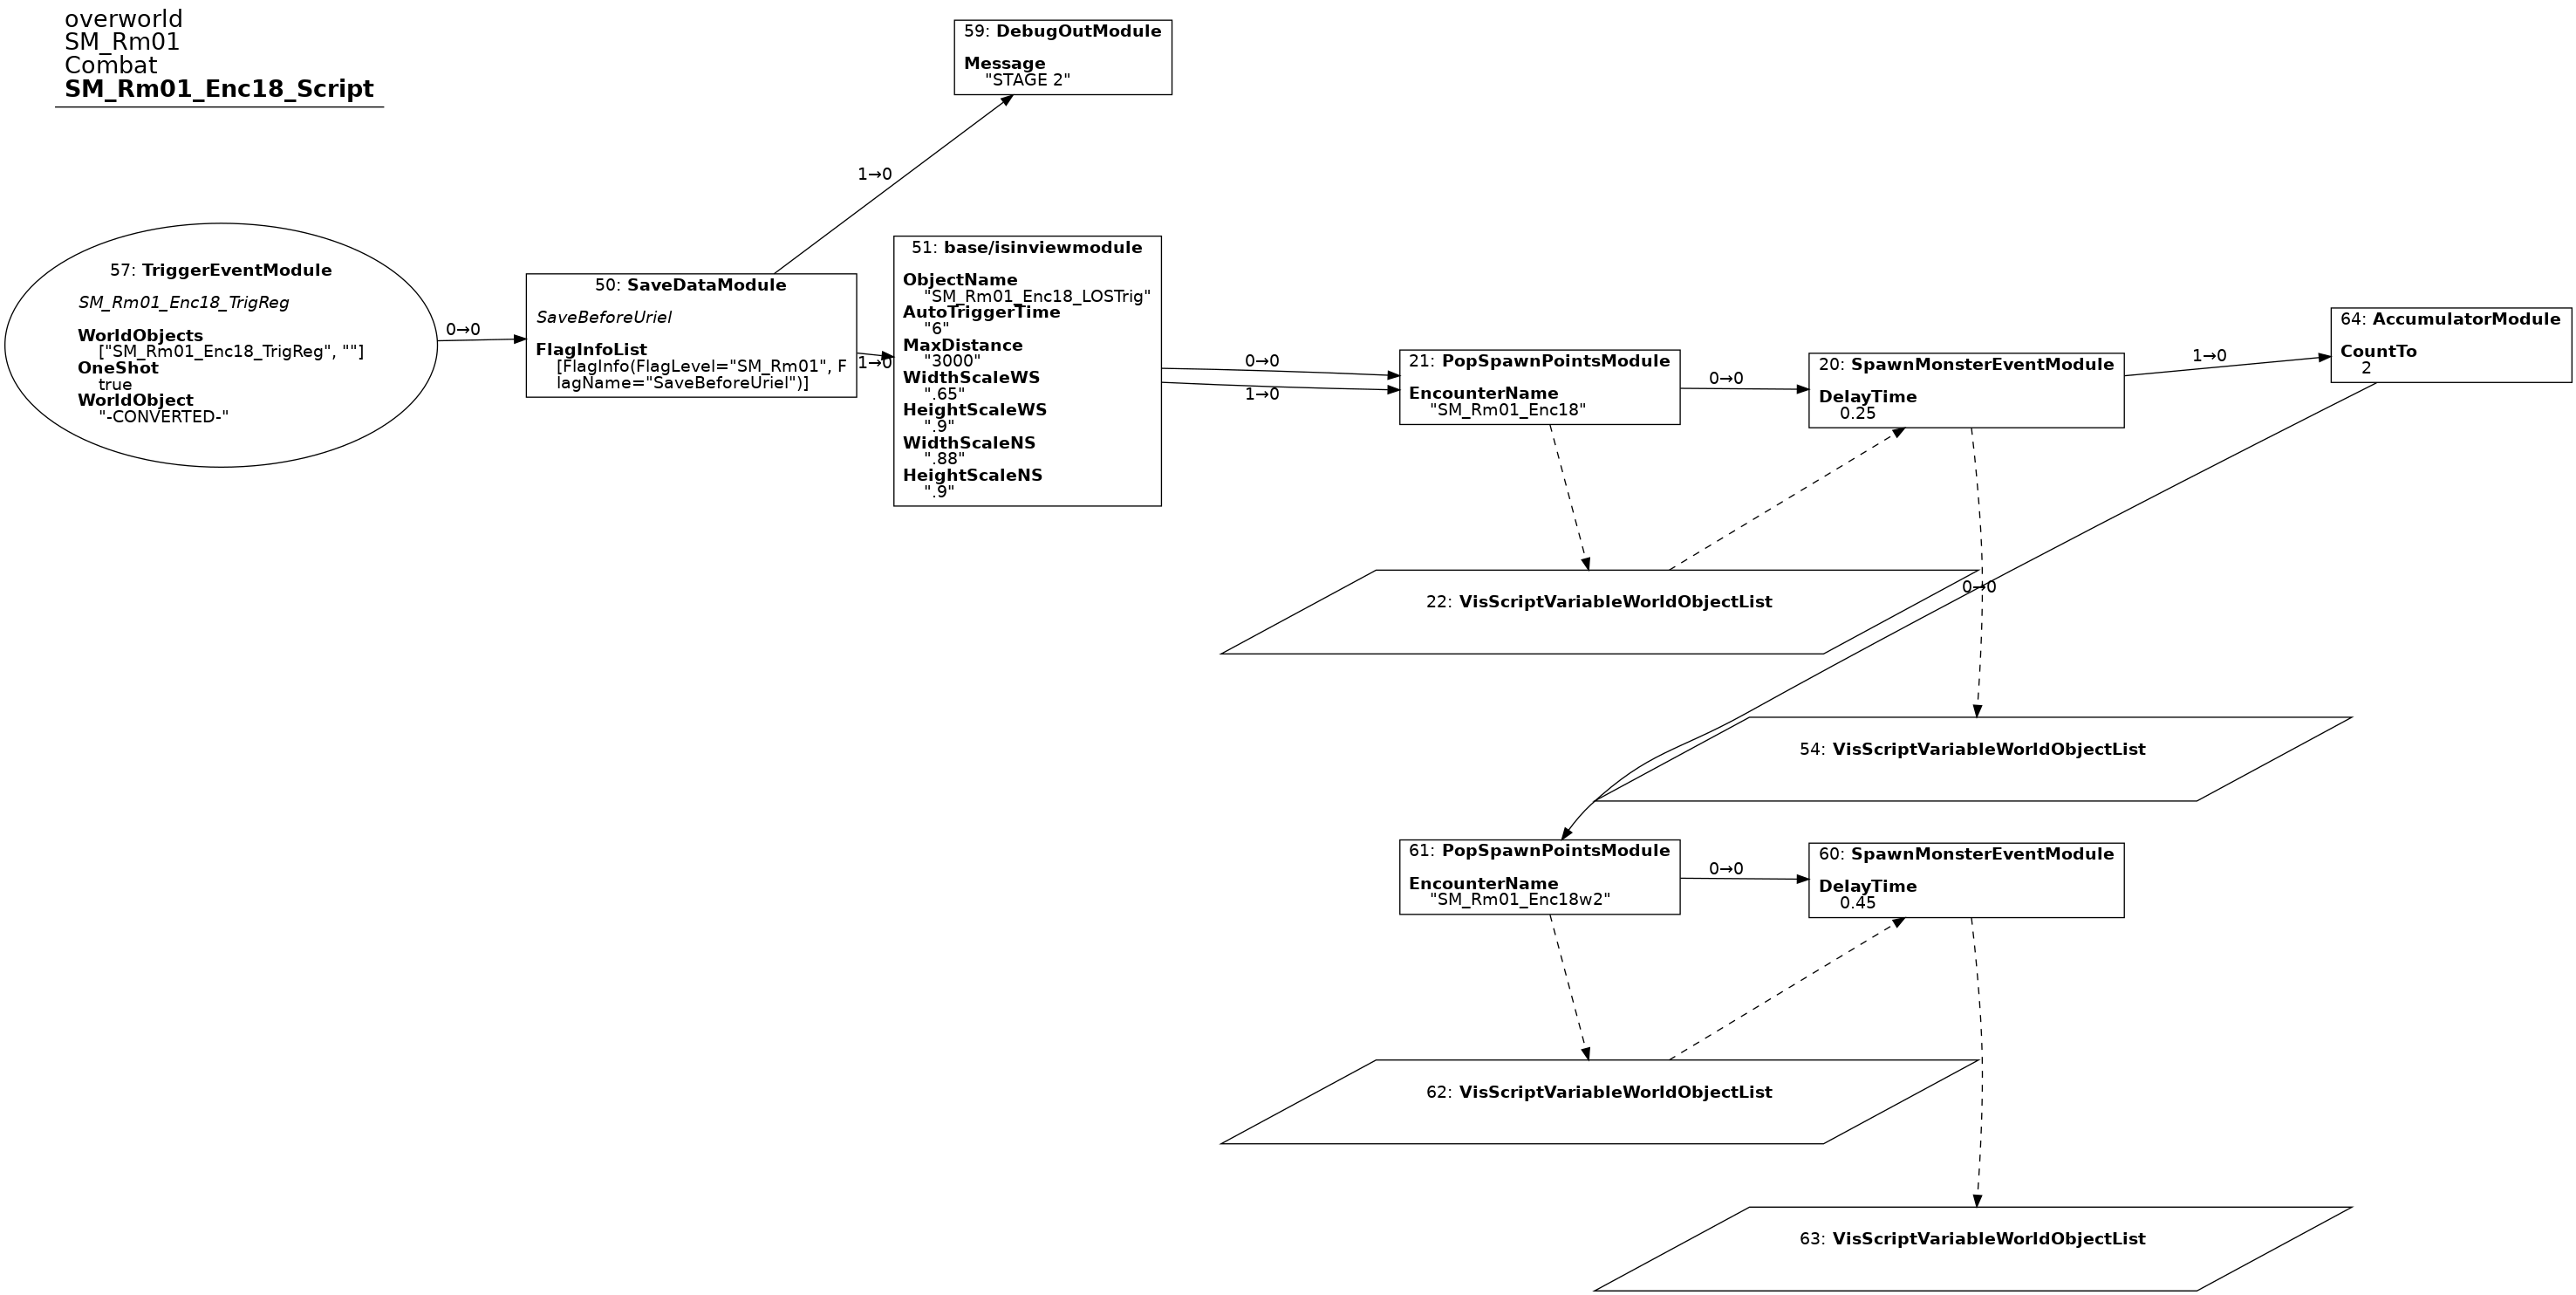 overworld
SM_Rm01
Combat
SM_Rm01_Enc18_Script
59: DebugOutModule
Message
"STAGE 2"
1→0
57: TriggerEventModule
SM_Rm01_Enc18_TrigReg
WorldObjects
["SM_Rm01_Enc18_TrigReg", ""]
OneShot
true
WorldObject
"-CONVERTED-"
0→0
50: SaveDataModule
SaveBeforeUriel
FlagInfoList
[FlagInfo(FlagLevel="SM_Rm01", F
lagName="SaveBeforeUriel")]
1→0
51: base/isinviewmodule
ObjectName
"SM_Rm01_Enc18_LOSTrig"
AutoTriggerTime
"6"
MaxDistance
"3000"
WidthScaleWS
".65"
HeightScaleWS
".9"
WidthScaleNS
".88"
HeightScaleNS
".9"
0→0
1→0
21: PopSpawnPointsModule
EncounterName
"SM_Rm01_Enc18"
0→0
20: SpawnMonsterEventModule
DelayTime
0.25
1→0
64: AccumulatorModule
CountTo
2
0→0
22: VisScriptVariableWorldObjectList
54: VisScriptVariableWorldObjectList
61: PopSpawnPointsModule
EncounterName
"SM_Rm01_Enc18w2"
0→0
60: SpawnMonsterEventModule
DelayTime
0.45
62: VisScriptVariableWorldObjectList
63: VisScriptVariableWorldObjectList